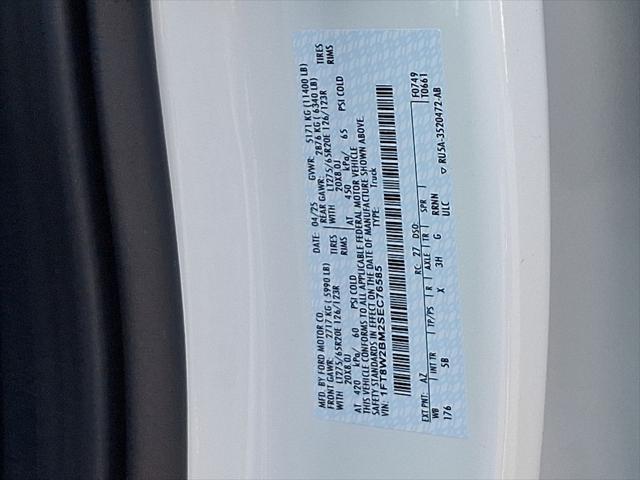 MFD. BY FORD MOTOR CO. DATE: 04/25 GVWR: 5171 KG (11400 LB)
FRONT GAWR: 2717 KG (5990 LB) REAR GAWR: 2876 KG (6340 LB)
WITH LT275/65R20E 126/123R TIRES WITH LT275/65R20E 126/123R TIRES
20X8.0J RIMS 20X8.0J RIMS
AT 420 kPa/ 60 PSI COLD AT 450 kPa/ 65 PSI COLD
THIS VEHICLE CONFORMS TO ALL APPLICABLE FEDERAL MOTOR VEHICLE
SAFETY STANDARDS IN EFFECT ON THE DATE OF MANUFACTURE SHOWN ABOVE.
VIN: 1FT8W2BM2SEC76585 TYPE: Truck
F0749
T0661
EXT PNT: AZ RC: 27 DSO:
WB INT TR TP/PS R AXLE TR SPR
176 SB X 3H G RRNN
ULC
▽ RU5A-3520472-AB